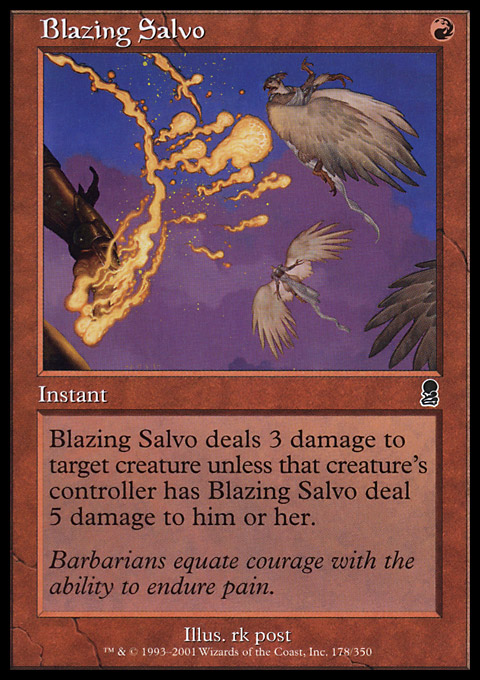 Blazing Salvo
Instant
Blazing Salvo deals 3 damage to
target creature unless that creature's
controller has Blazing Salvo deal
5 damage to him or her.
Barbarians equate courage with the
ability to endure pain.
Illus. rk post
™ & © 1993–2001 Wizards of the Coast, Inc. 178/350